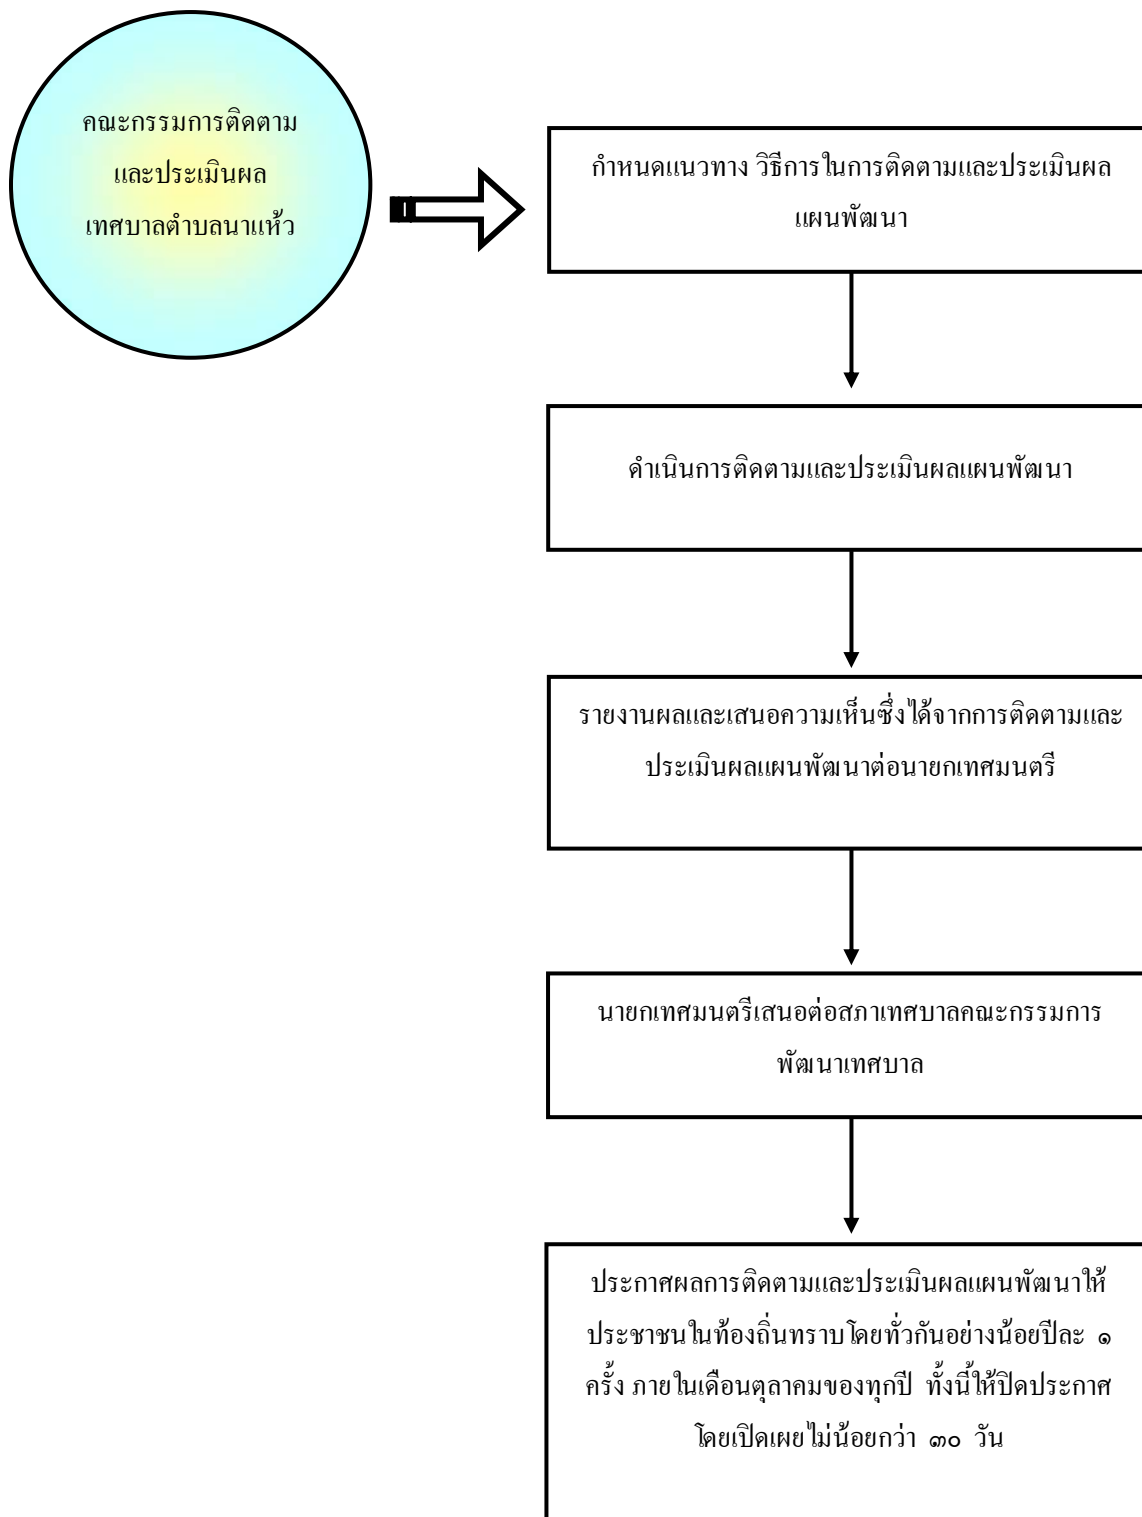 คณะกรรมการติดตาม
และประเมินผล
เทศบาลตำบลนาแห้ว
กำหนดแนวทาง วิธีการในการติดตามและประเมินผล
แผนพัฒนา
ดำเนินการติดตามและประเมินผลแผนพัฒนา
รายงานผลและเสนอความเห็นซึ่งได้จากการติดตามและ
ประเมินผลแผนพัฒนาต่อนายกเทศมนตรี
นายกเทศมนตรีเสนอต่อสภาเทศบาลคณะกรรมการ
พัฒนาเทศบาล
ประกาศผลการติดตามและประเมินผลแผนพัฒนาให้
ประชาชนในท้องถิ่นทราบโดยทั่วกันอย่างน้อยปีละ ๑
ครั้ง ภายในเดือนตุลาคมของทุกปี ทั้งนี้ให้ปิดประกาศ
โดยเปิดเผยไม่น้อยกว่า ๓๐ วัน